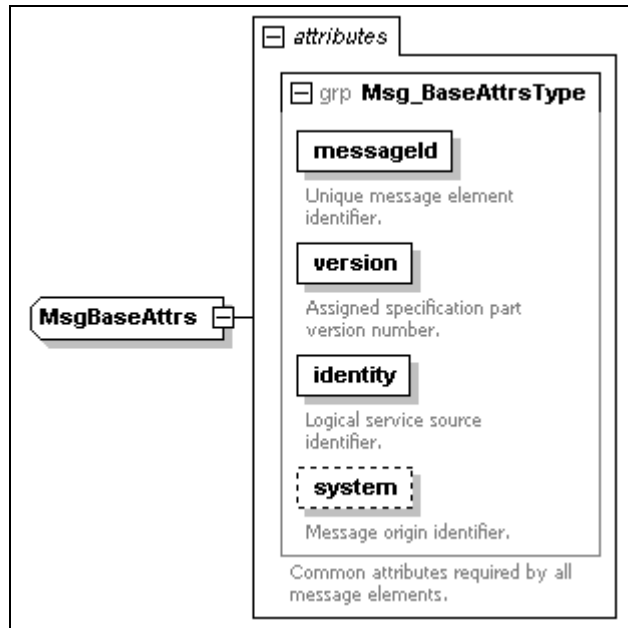 attributes
grp Msg_BaseAttrsType
messageId
Unique message element
identifier.
version
Assigned specification part
version number.
MsgBaseAttrs
identity
Logical service source
identifier.
system
Message origin identifier.
Common attributes required by all
message elements.